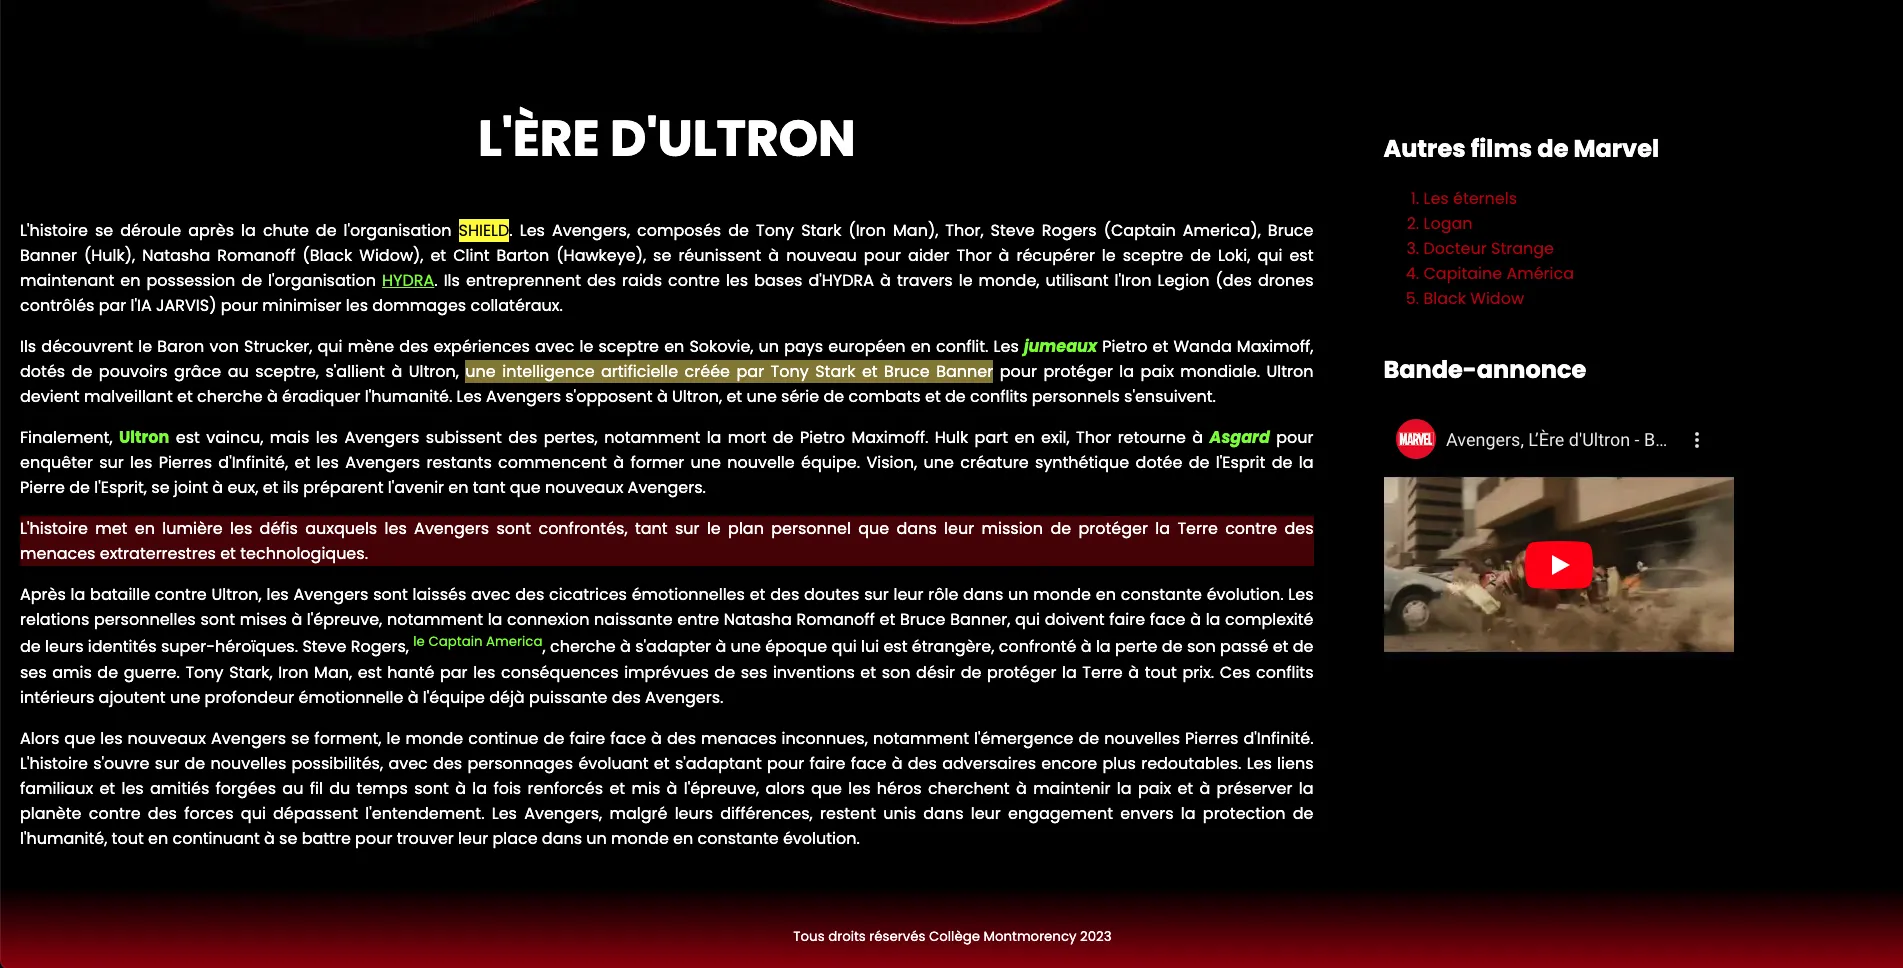 L'ÈRE D'ULTRON
L'histoire se déroule après la chute de l'organisation SHIELD. Les Avengers, composés de Tony Stark (Iron Man), Thor, Steve Rogers (Captain America), Bruce
Banner (Hulk), Natasha Romanoff (Black Widow), et Clint Barton (Hawkeye), se réunissent à nouveau pour aider Thor à récupérer le sceptre de Loki, qui est
maintenant en possession de l'organisation HYDRA. Ils entreprennent des raids contre les bases d'HYDRA à travers le monde, utilisant l'Iron Legion (des drones
contrôlés par l'IA JARVIS) pour minimiser les dommages collatéraux.
Ils découvrent le Baron von Strucker, qui mène des expériences avec le sceptre en Sokovie, un pays européen en conflit. Les jumeaux Pietro et Wanda Maximoff,
dotés de pouvoirs grâce au sceptre, s'allient à Ultron, une intelligence artificielle créée par Tony Stark et Bruce Banner pour protéger la paix mondiale. Ultron
devient malveillant et cherche à éradiquer l'humanité. Les Avengers s'opposent à Ultron, et une série de combats et de conflits personnels s'ensuivent.
Finalement, Ultron est vaincu, mais les Avengers subissent des pertes, notamment la mort de Pietro Maximoff. Hulk part en exil, Thor retourne à Asgard pour
enquêter sur les Pierres d'Infinité, et les Avengers restants commencent à former une nouvelle équipe. Vision, une créature synthétique dotée de l'Esprit de la
Pierre de l'Esprit, se joint à eux, et ils préparent l'avenir en tant que nouveaux Avengers.
L'histoire met en lumière les défis auxquels les Avengers sont confrontés, tant sur le plan personnel que dans leur mission de protéger la Terre contre des
menaces extraterrestres et technologiques.
Après la bataille contre Ultron, les Avengers sont laissés avec des cicatrices émotionnelles et des doutes sur leur rôle dans un monde en constante évolution. Les
relations personnelles sont mises à l'épreuve, notamment la connexion naissante entre Natasha Romanoff et Bruce Banner, qui doivent faire face à la complexité
de leurs identités super-héroïques. Steve Rogers, le Captain America, cherche à s'adapter à une époque qui lui est étrangère, confronté à la perte de son passé et de
ses amis de guerre. Tony Stark, Iron Man, est hanté par les conséquences imprévues de ses inventions et son désir de protéger la Terre à tout prix. Ces conflits
intérieurs ajoutent une profondeur émotionnelle à l'équipe déjà puissante des Avengers.
Alors que les nouveaux Avengers se forment, le monde continue de faire face à des menaces inconnues, notamment l'émergence de nouvelles Pierres d'Infinité.
L'histoire s'ouvre sur de nouvelles possibilités, avec des personnages évoluant et s'adaptant pour faire face à des adversaires encore plus redoutables. Les liens
familiaux et les amitiés forgées au fil du temps sont à la fois renforcés et mis à l'épreuve, alors que les héros cherchent à maintenir la paix et à préserver la
planète contre des forces qui dépassent l'entendement. Les Avengers, malgré leurs différences, restent unis dans leur engagement envers la protection de
l'humanité, tout en continuant à se battre pour trouver leur place dans un monde en constante évolution.
Autres films de Marvel
1. Les éternels
2. Logan
3. Docteur Strange
4. Capitaine América
5. Black Widow
Bande-annonce
MARVEL
Avengers, L'Ère d'Ultron - B...
Tous droits réservés Collège Montmorency 2023